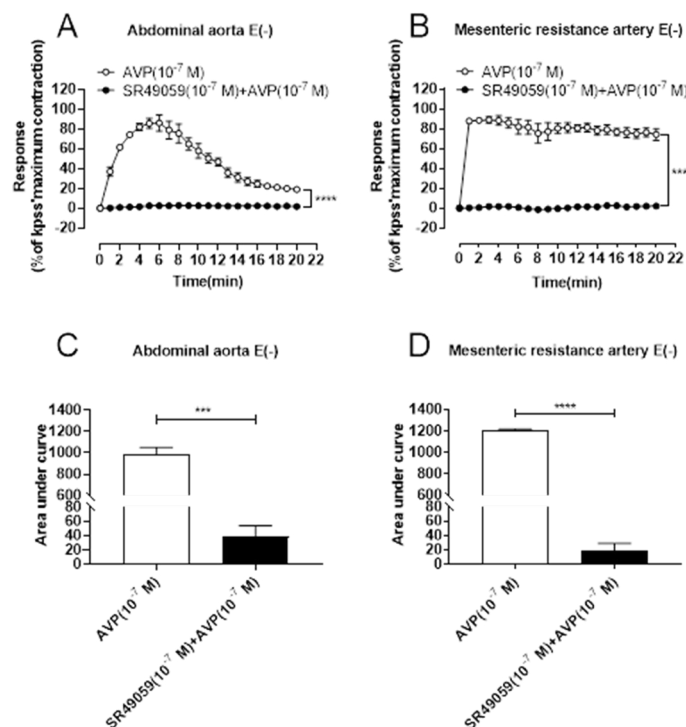 A
Abdominal aorta E(-)
AVP(10⁻⁷ M)
SR49059(10⁻⁷ M)+AVP(10⁻⁷ M)
Response
(% of kpss'maximum contraction)
120
100
80
60
40
20
0
-20
****
0 2 4 6 8 10 12 14 16 18 20 22
Time(min)
B
Mesenteric resistance artery E(-)
AVP(10⁻⁷ M)
SR49059(10⁻⁷ M)+AVP(10⁻⁷ M)
Response
(% of kpss'maximum contraction)
120
100
80
60
40
20
0
-20
***
0 2 4 6 8 10 12 14 16 18 20 22
Time(min)
C
Abdominal aorta E(-)
Area under curve
1400
1200
1000
800
600
80
60
40
20
0
***
AVP(10⁻⁷ M)
SR49059(10⁻⁷ M)+AVP(10⁻⁷ M)
D
Mesenteric resistance artery E(-)
Area under curve
1400
1200
1000
800
600
80
60
40
20
0
****
AVP(10⁻⁷ M)
SR49059(10⁻⁷ M)+AVP(10⁻⁷ M)